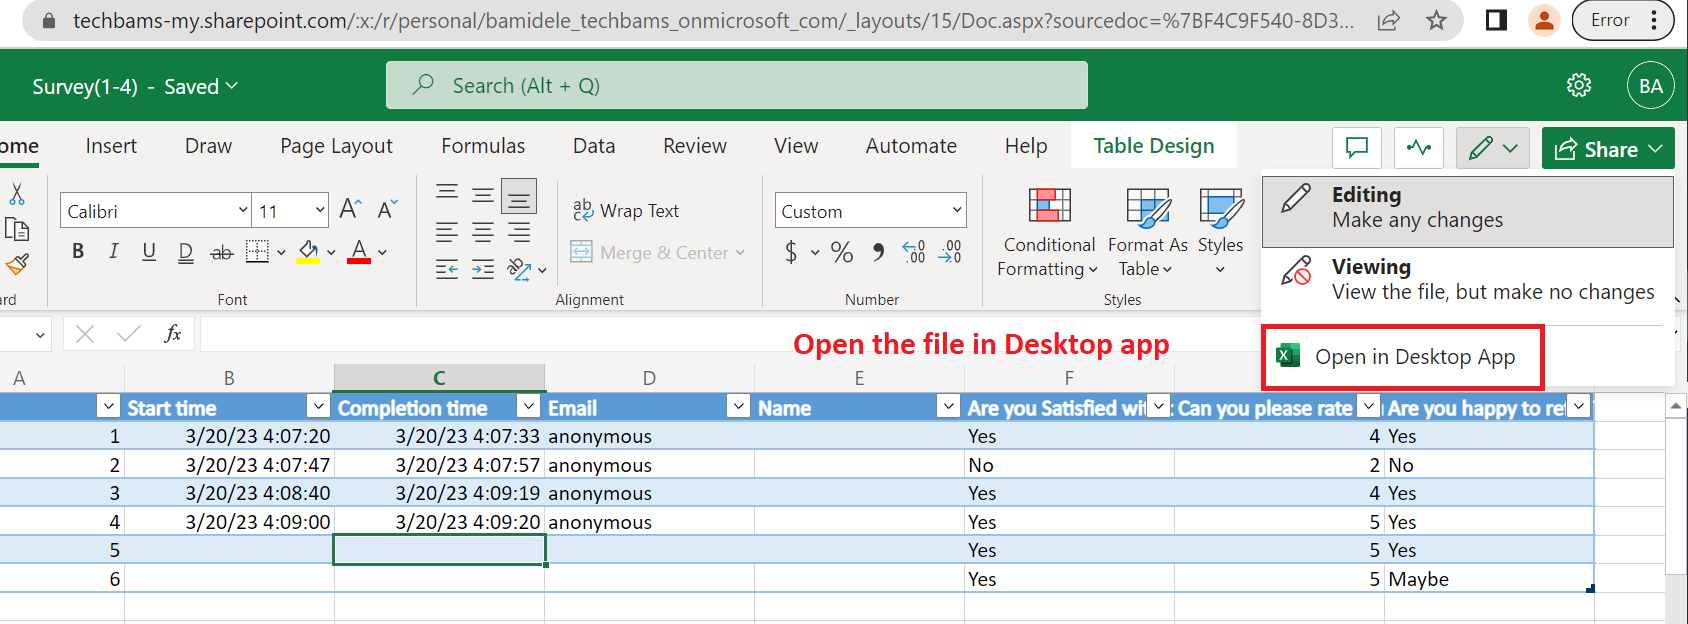 techbams-my.sharepoint.com/:x:/r/personal/bamidele_techbams_onmicrosoft_com/_layouts/15/Doc.aspx?sourcedoc=%7BF4C9F540-8D3... Error
Survey(1-4) - Saved Search (Alt + Q) BA
ome Insert Draw Page Layout Formulas Data Review View Automate Help Table Design Share
Calibri 11 A A ab c Wrap Text Custom Conditional Formatting Format As Table Styles
B I U D ab A Merge & Center $ % 9 .00 .00
rd Font Alignment Number Styles
Editing
Make any changes
Viewing
View the file, but make no changes
Open in Desktop App
fx Open the file in Desktop app
A B C D E F
Start time Completion time Email Name Are you Satisfied wit Can you please rate Are you happy to re
1 3/20/23 4:07:20 3/20/23 4:07:33 anonymous Yes 4 Yes
2 3/20/23 4:07:47 3/20/23 4:07:57 anonymous No 2 No
3 3/20/23 4:08:40 3/20/23 4:09:19 anonymous Yes 4 Yes
4 3/20/23 4:09:00 3/20/23 4:09:20 anonymous Yes 5 Yes
5 Yes 5 Yes
6 Yes 5 Maybe